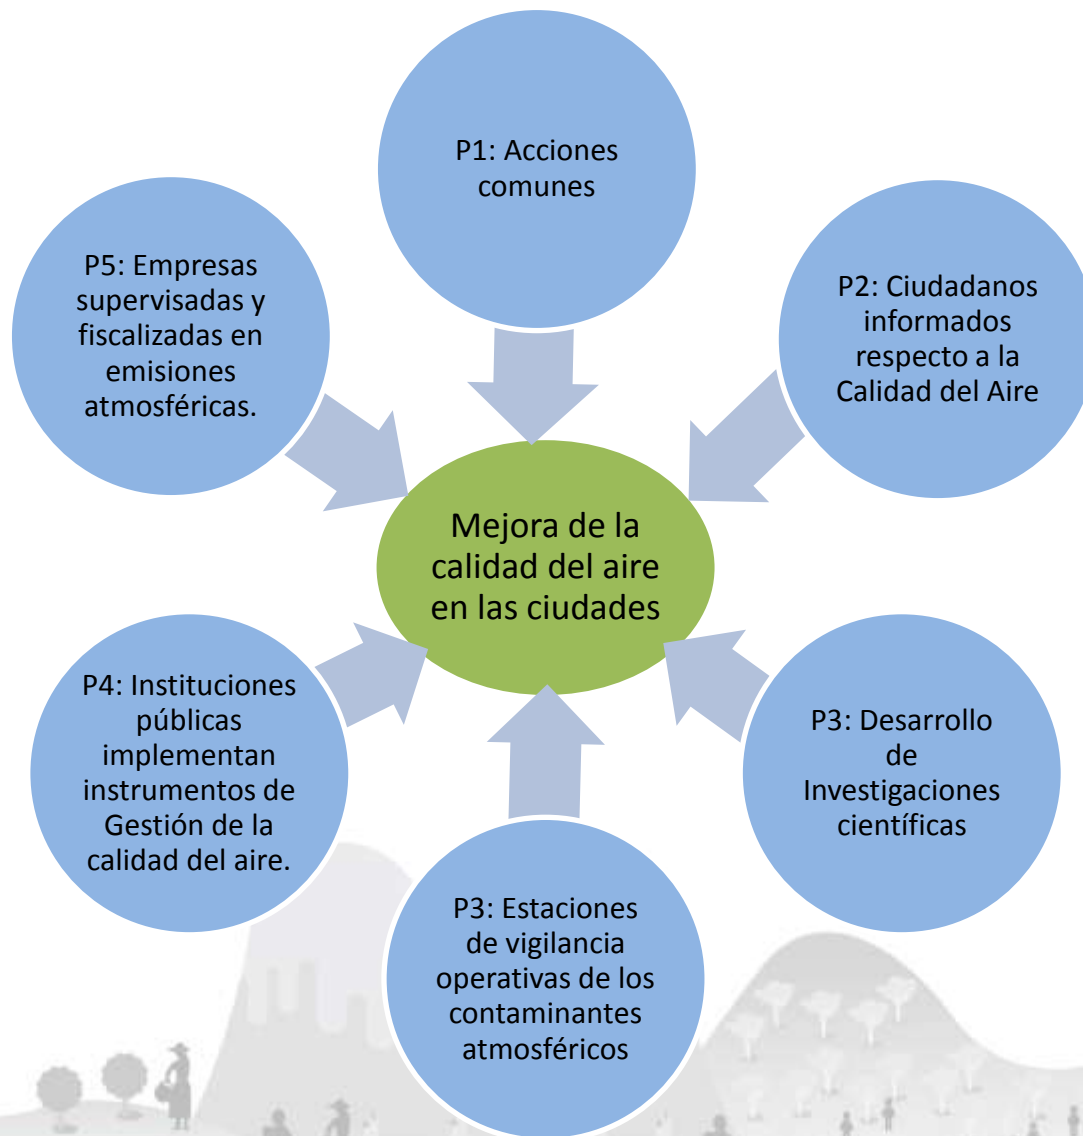 P1: Acciones
comunes
P2: Ciudadanos
informados
respecto a la
Calidad del Aire
P3: Desarrollo
de
Investigaciones
científicas
P3: Estaciones
de vigilancia
operativas de los
contaminantes
atmosféricos
P4: Instituciones
públicas
implementan
instrumentos de
Gestión de la
calidad del aire.
P5: Empresas
supervisadas y
fiscalizadas en
emisiones
atmosféricas.
Mejora de la
calidad del aire
en las ciudades